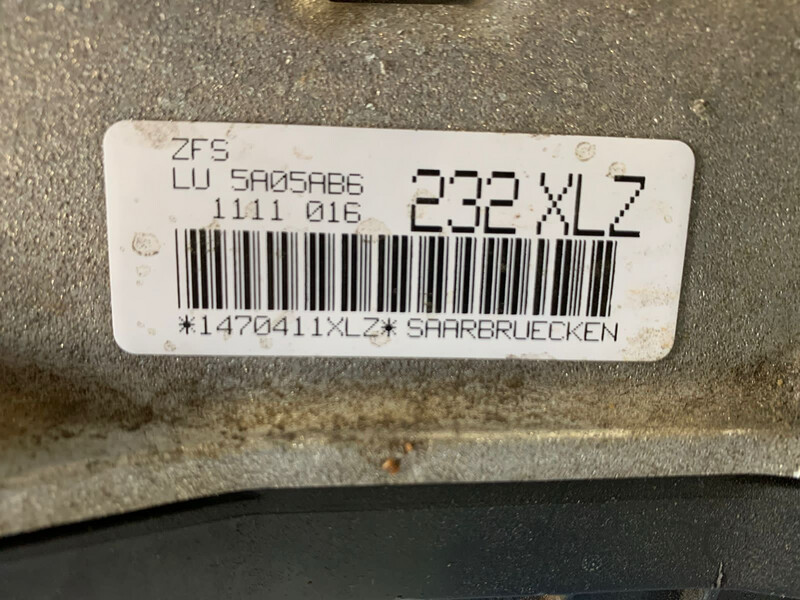 ZFS
LU 5A05AB6
1111 016
232 XLZ
*1470411XLZ* SAARBRUECKEN